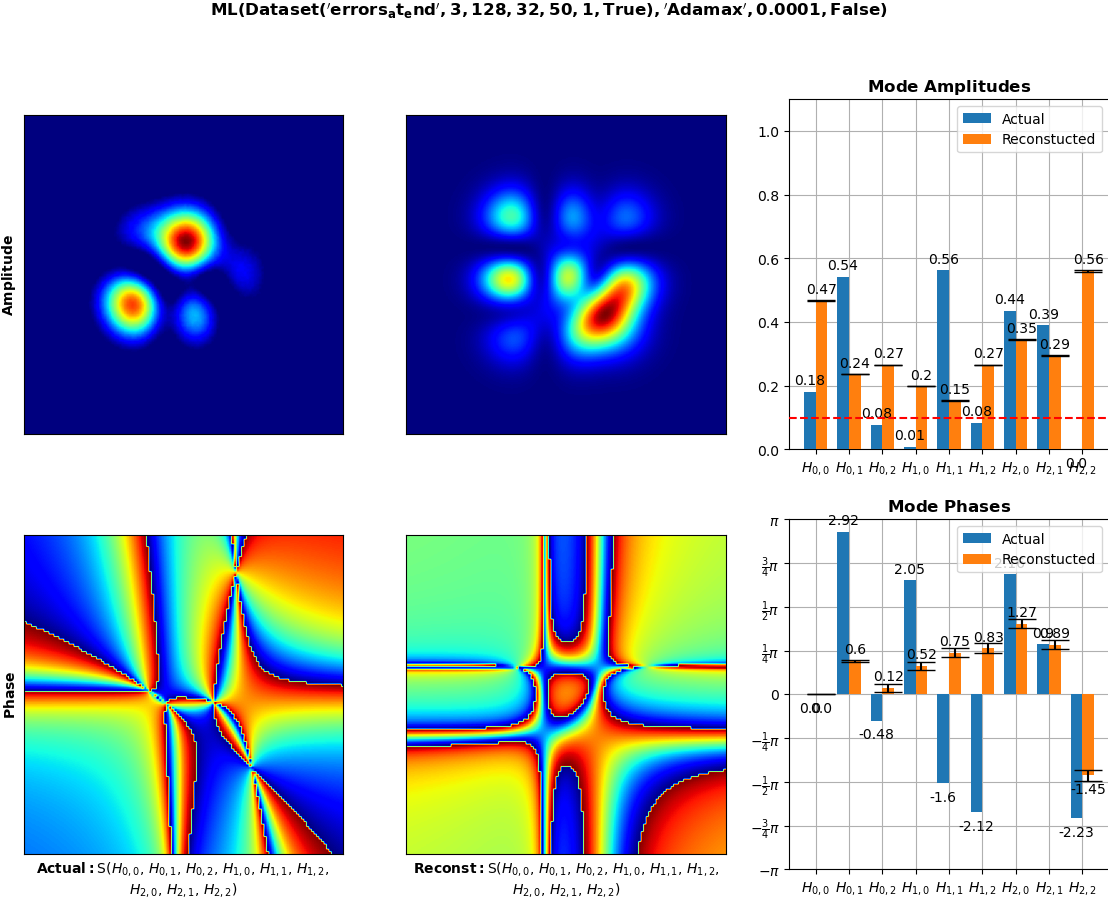 ML(Dataset('errors_at_end', 3, 128, 32, 50, 1, True), 'Adamax', 0.0001, False)
Amplitude
Mode Amplitudes
Actual
Reconstucted
1.0
0.8
0.6
0.4
0.2
0.0
0.18
0.47
0.54
0.24
0.08
0.27
0.01
0.2
0.56
0.15
0.08
0.27
0.44
0.35
0.39
0.29
0.0
0.56
H0,0 H0,1 H0,2 H1,0 H1,1 H1,2 H2,0 H2,1 H2,2
Phase
Mode Phases
Actual
Reconstucted
π
3/4π
1/2π
1/4π
0
−1/4π
−1/2π
−3/4π
−π
0.0
0.0
2.92
0.6
-0.48
0.12
2.05
0.52
-1.6
0.75
-2.12
0.83
1.27
0.9
0.89
-2.23
-1.45
H0,0 H0,1 H0,2 H1,0 H1,1 H1,2 H2,0 H2,1 H2,2
Actual: S(H0,0, H0,1, H0,2, H1,0, H1,1, H1,2,
H2,0, H2,1, H2,2)
Reconst: S(H0,0, H0,1, H0,2, H1,0, H1,1, H1,2,
H2,0, H2,1, H2,2)